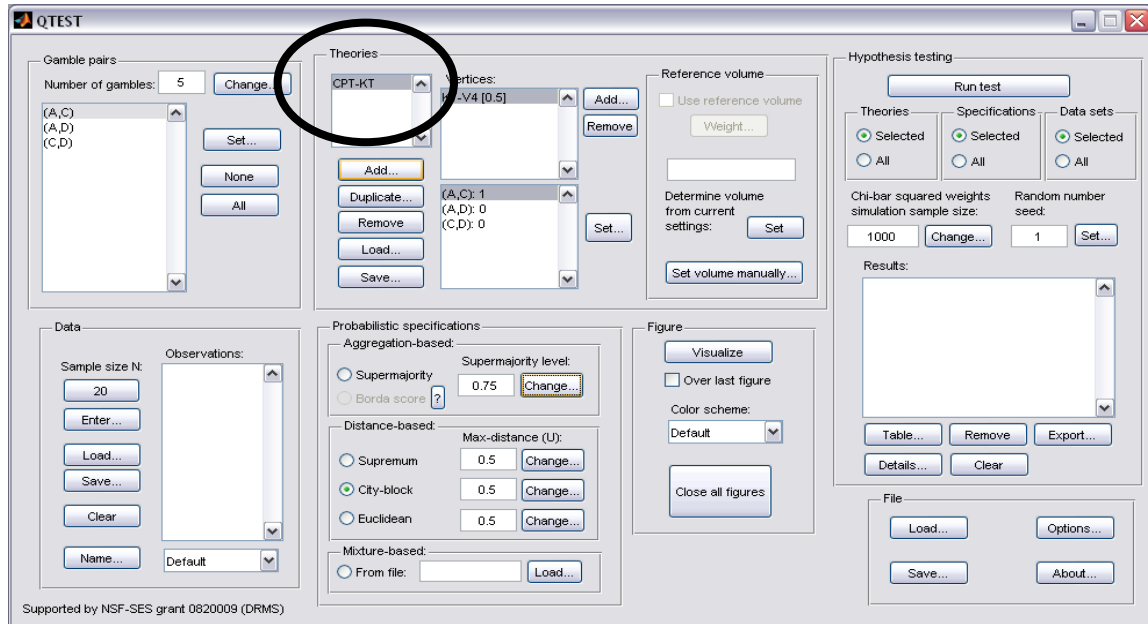 QTEST
Gamble pairs
Number of gambles: 5 Change...
(A,C)
(A,D)
(C,D)
Set...
None
All
Theories
CPT-KT
Add...
Duplicate...
Remove
Load...
Save...
Vertices:
KT-V4 [0.5]
Add...
Remove
(A,C): 1
(A,D): 0
(C,D): 0
Set...
Reference volume
Use reference volume
Weight...
Determine volume
from current
settings: Set
Set volume manually...
Hypothesis testing
Run test
Theories
Selected
All
Specifications
Selected
All
Data sets
Selected
All
Chi-bar squared weights
simulation sample size:
1000 Change...
Random number
seed:
1 Set...
Results:
Table... Remove Export...
Details... Clear
Data
Sample size N:
20
Enter...
Load...
Save...
Clear
Name...
Observations:
Default
Probabilistic specifications
Aggregation-based:
Supermajority
Borda score ?
Supermajority level:
0.75 Change...
Distance-based:
Max-distance (U):
Supremum 0.5 Change...
City-block 0.5 Change...
Euclidean 0.5 Change...
Mixture-based:
From file: Load...
Figure
Visualize
Over last figure
Color scheme:
Default
Close all figures
File
Load... Options...
Save... About...
Supported by NSF-SES grant 0820009 (DRMS)